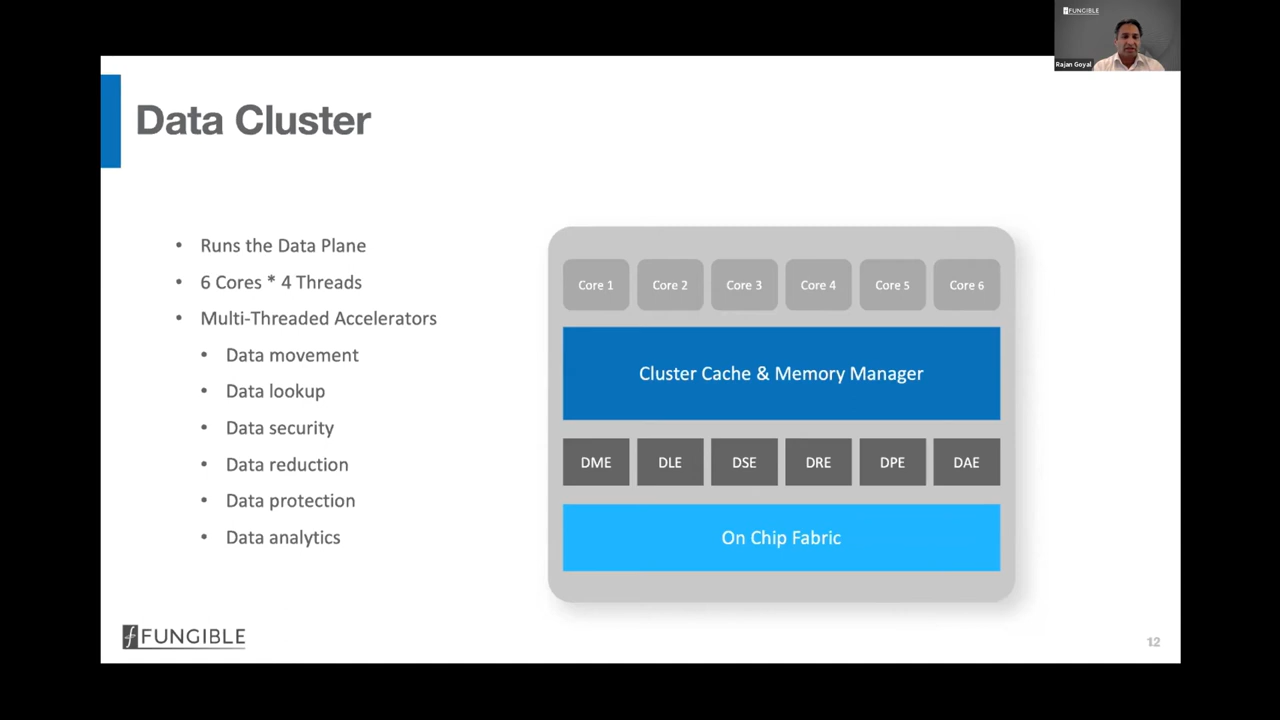 FUNGIBLE
Rajan Goyal
Data Cluster
• Runs the Data Plane
• 6 Cores * 4 Threads
• Multi-Threaded Accelerators
• Data movement
• Data lookup
• Data security
• Data reduction
• Data protection
• Data analytics
Core 1 Core 2 Core 3 Core 4 Core 5 Core 6
Cluster Cache & Memory Manager
DME DLE DSE DRE DPE DAE
On Chip Fabric
FUNGIBLE
12